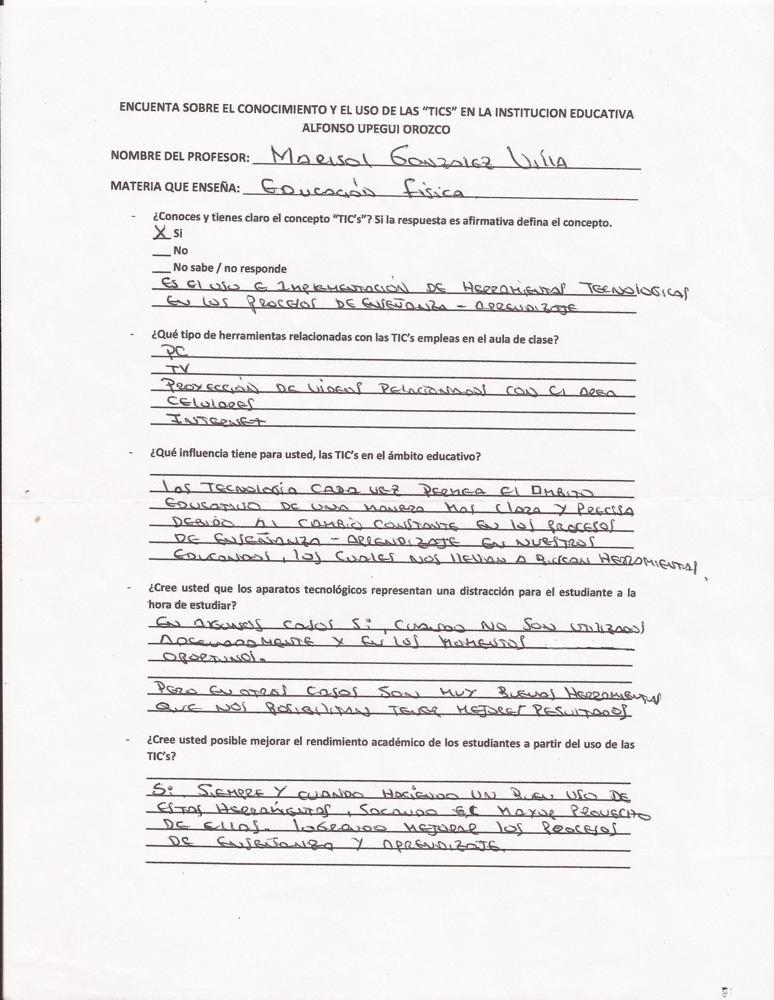 ENCUENTA SOBRE EL CONOCIMIENTO Y EL USO DE LAS “TICS” EN LA INSTITUCION EDUCATIVA
ALFONSO UPEGUI OROZCO
NOMBRE DEL PROFESOR: Marisol Gonzalez Villa
MATERIA QUE ENSEÑA: Educación física
- ¿Conoces y tienes claro el concepto “TIC’s”? Si la respuesta es afirmativa defina el concepto.
X Si
___ No
___ No sabe / no responde
Es el uso e Implementación de Herramientas Tecnologicas
en los procesos de enseñanza - aprendizaje
- ¿Qué tipo de herramientas relacionadas con las TIC’s empleas en el aula de clase?
PC
TV
Proyección de videos relacionados con el area
Celulares
Internet
- ¿Qué influencia tiene para usted, las TIC’s en el ámbito educativo?
Las Tecnología cada vez permea el ambito
educativo de una manera mas clara y precisa
debido al cambio constante en los procesos
de enseñanza - aprendizaje en nuestros
educandos, los cuales nos llevan a buscan herramientas.
- ¿Cree usted que los aparatos tecnológicos representan una distracción para el estudiante a la
hora de estudiar?
En algunos casos si, cuando no son utilizados
adecuadamente y en los momentos
oportunos.
Pero en otros casos son muy buenas herramientas
que nos posibilitan tener mejores resultados
- ¿Cree usted posible mejorar el rendimiento académico de los estudiantes a partir del uso de las
TIC’s?
Si, Siempre y cuando haciendo un buen uso de
estas herramientas, sacando el mayor provecho
de ellas. logrando mejorar los procesos
de enseñanza y aprendizaje.